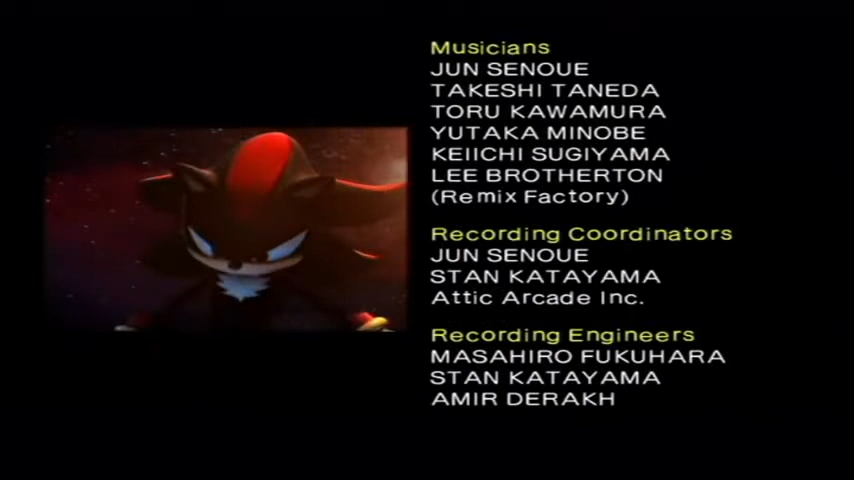 Musicians
JUN SENOUE
TAKESHI TANEDA
TORU KAWAMURA
YUTAKA MINOBE
KEIICHI SUGIYAMA
LEE BROTHERTON
(Remix Factory)
Recording Coordinators
JUN SENOUE
STAN KATAYAMA
Attic Arcade Inc.
Recording Engineers
MASAHIRO FUKUHARA
STAN KATAYAMA
AMIR DERAKH